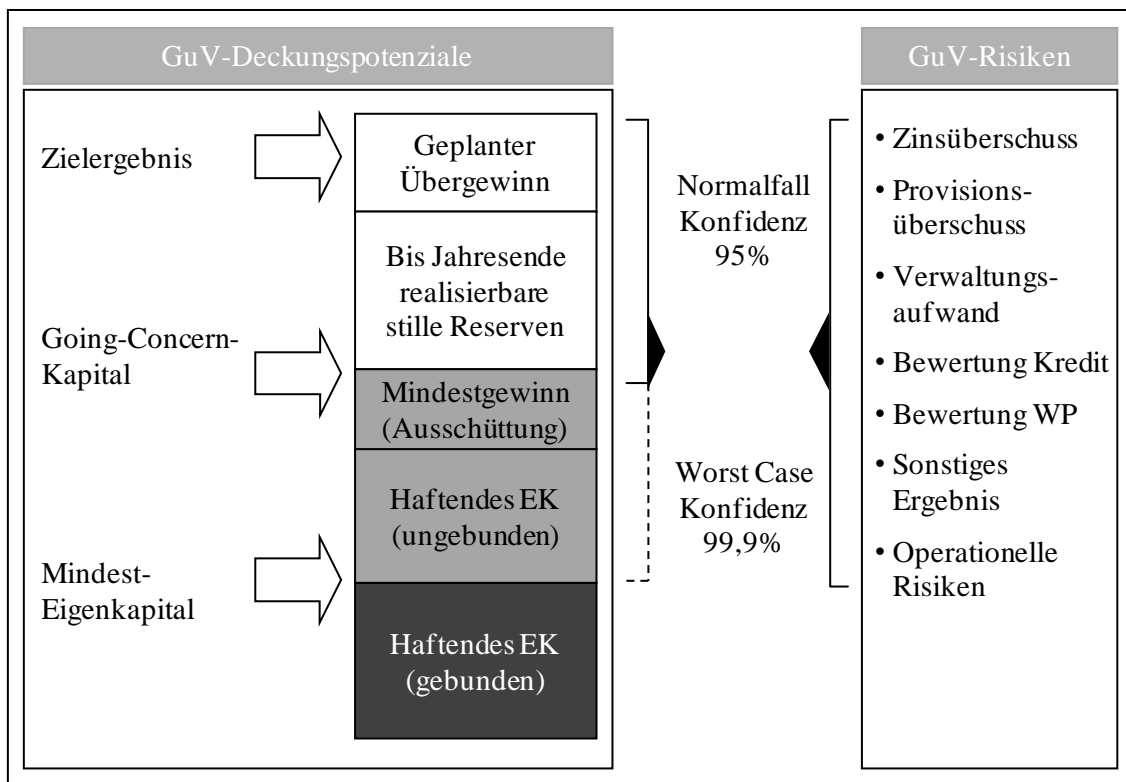 GuV-Deckungspotenziale
Zielergebnis
Going-Concern-
Kapital
Mindest-
Eigenkapital
Geplanter
Übergewinn
Bis Jahresende
realisierbare
stille Reserven
Mindestgewinn
(Ausschüttung)
Haftendes EK
(ungebunden)
Haftendes EK
(gebunden)
Normalfall
Konfidenz
95%
Worst Case
Konfidenz
99,9%
GuV-Risiken
• Zinsüberschuss
• Provisions-
überschuss
• Verwaltungs-
aufwand
• Bewertung Kredit
• Bewertung WP
• Sonstiges
Ergebnis
• Operationelle
Risiken